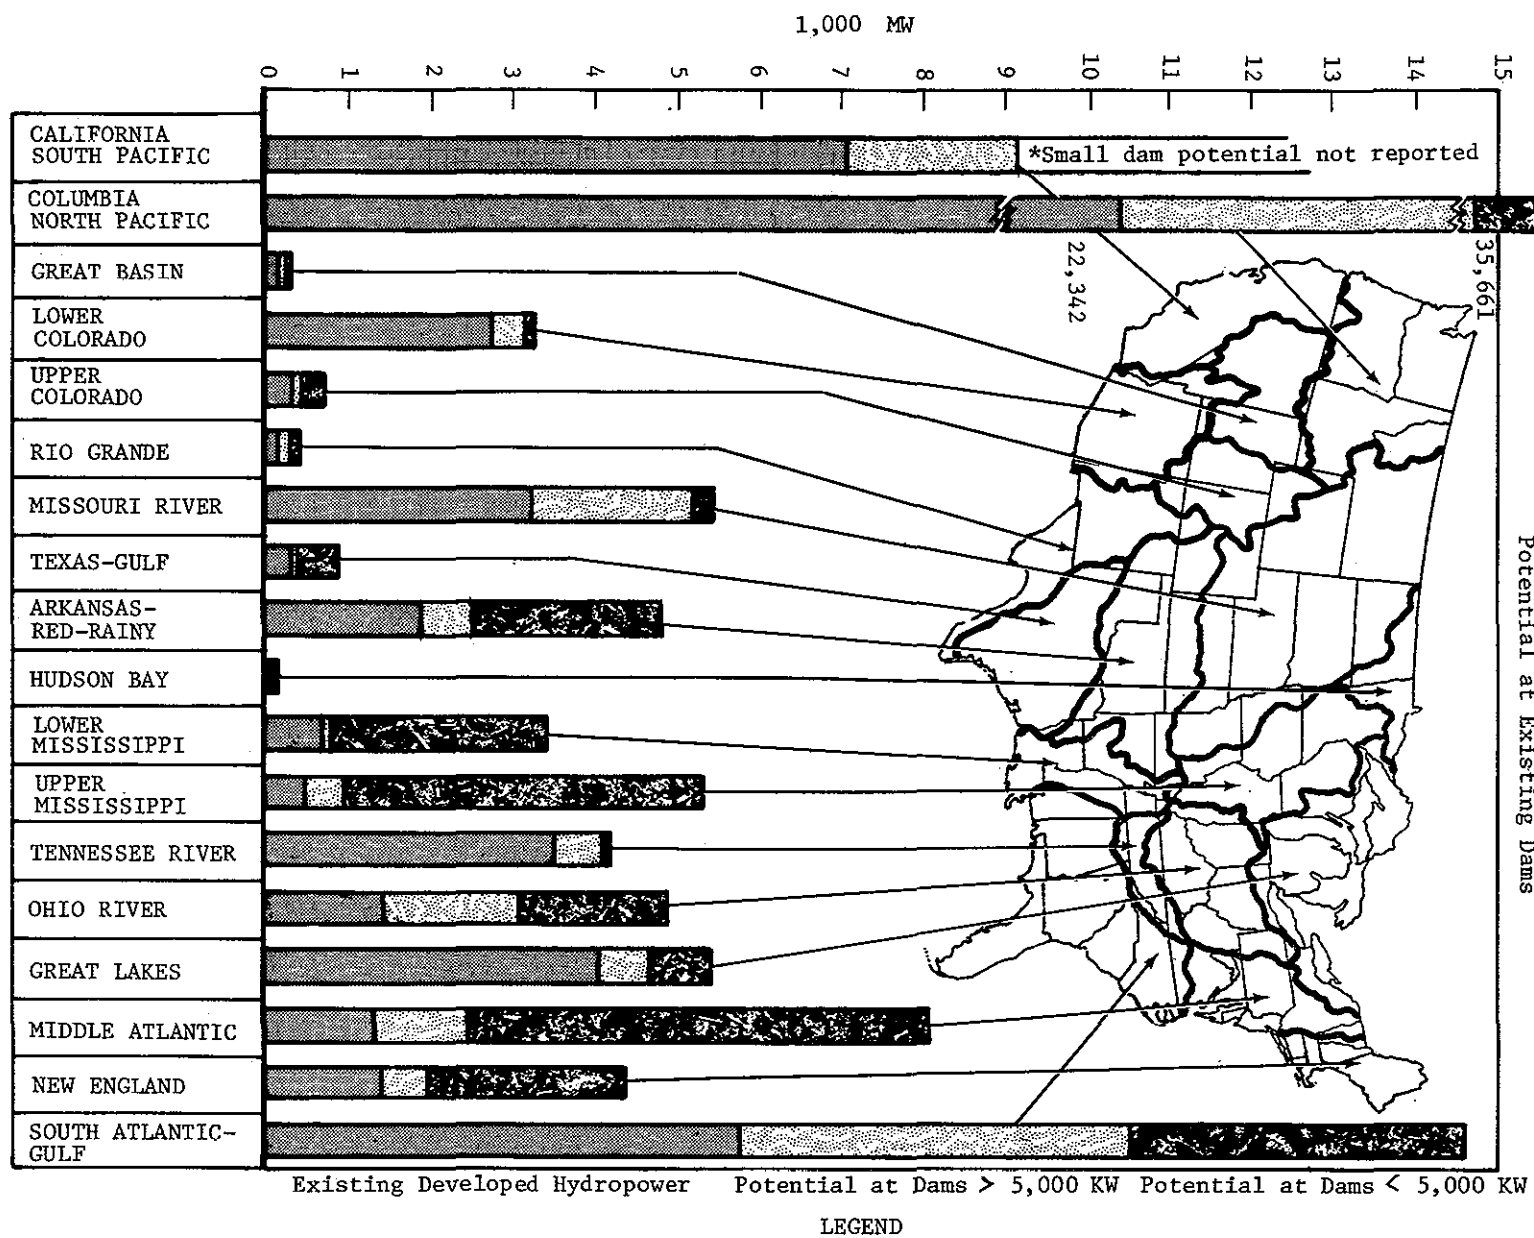 1,000 MW
0 1 2 3 4 5 6 7 8 9 10 11 12 13 14 15
CALIFORNIA
SOUTH PACIFIC
*Small dam potential not reported
COLUMBIA
NORTH PACIFIC
22,342
35,661
GREAT BASIN
LOWER
COLORADO
UPPER
COLORADO
RIO GRANDE
MISSOURI RIVER
TEXAS-GULF
ARKANSAS-
RED-RAINY
HUDSON BAY
LOWER
MISSISSIPPI
UPPER
MISSISSIPPI
TENNESSEE RIVER
OHIO RIVER
GREAT LAKES
MIDDLE ATLANTIC
NEW ENGLAND
SOUTH ATLANTIC-
GULF
Potential at Existing Dams
Existing Developed Hydropower Potential at Dams > 5,000 KW Potential at Dams < 5,000 KW
LEGEND